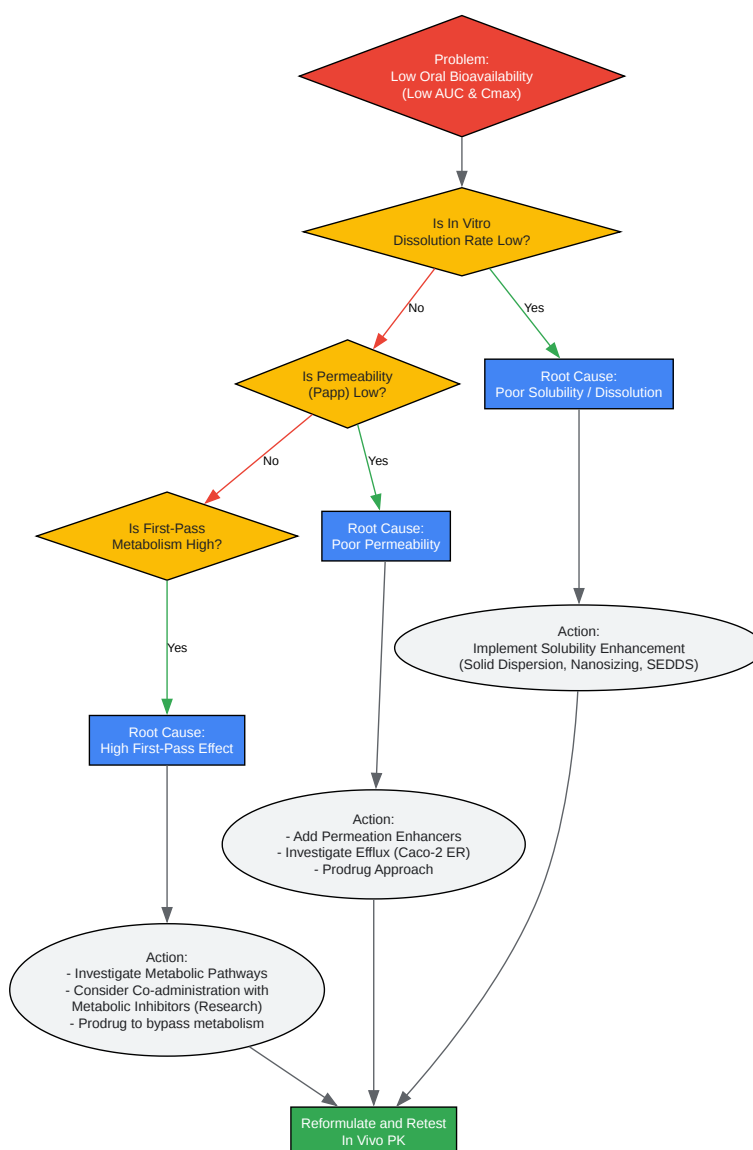 Problem:
Low Oral Bioavailability
(Low AUC & Cmax)
Is In Vitro
Dissolution Rate Low?
No
Yes
Is Permeability
(Papp) Low?
Root Cause:
Poor Solubility / Dissolution
No
Yes
Is First-Pass
Metabolism High?
Root Cause:
Poor Permeability
Action:
Implement Solubility Enhancement
(Solid Dispersion, Nanosizing, SEDDS)
Yes
Root Cause:
High First-Pass Effect
Action:
- Add Permeation Enhancers
- Investigate Efflux (Caco-2 ER)
- Prodrug Approach
Action:
- Investigate Metabolic Pathways
- Consider Co-administration with
Metabolic Inhibitors (Research)
- Prodrug to bypass metabolism
Reformulate and Retest
In Vivo PK